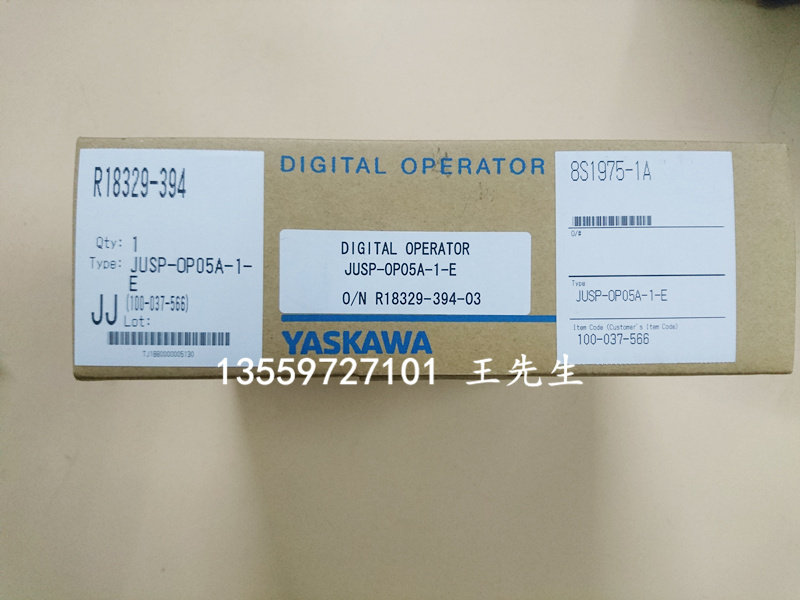 R18329-394
Qty: 1
Type: JUSP-OP05A-1-
E
JJ (100-037-566)
Lot:
TJ1880000005130
DIGITAL OPERATOR
DIGITAL OPERATOR
JUSP-OP05A-1-E
O/N R18329-394-03
YASKAWA
8S1975-1A
O/#
Type
JUSP-OP05A-1-E
Item Code (Customer's Item Code)
100-037-566
13559727101 王先生